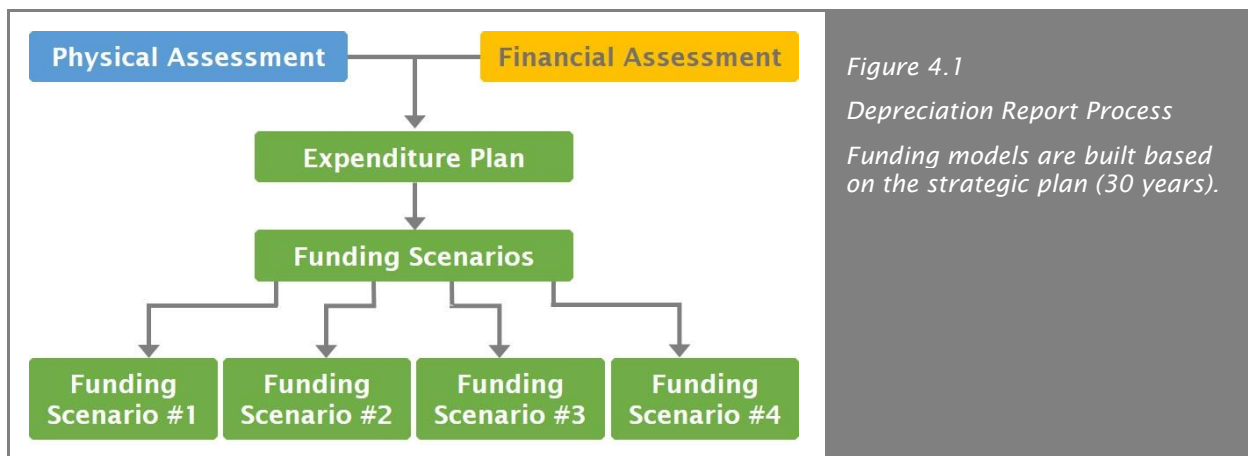 Physical Assessment
Financial Assessment
Expenditure Plan
Funding Scenarios
Funding
Scenario #1
Funding
Scenario #2
Funding
Scenario #3
Funding
Scenario #4
Figure 4.1
Depreciation Report Process
Funding models are built based
on the strategic plan (30 years).